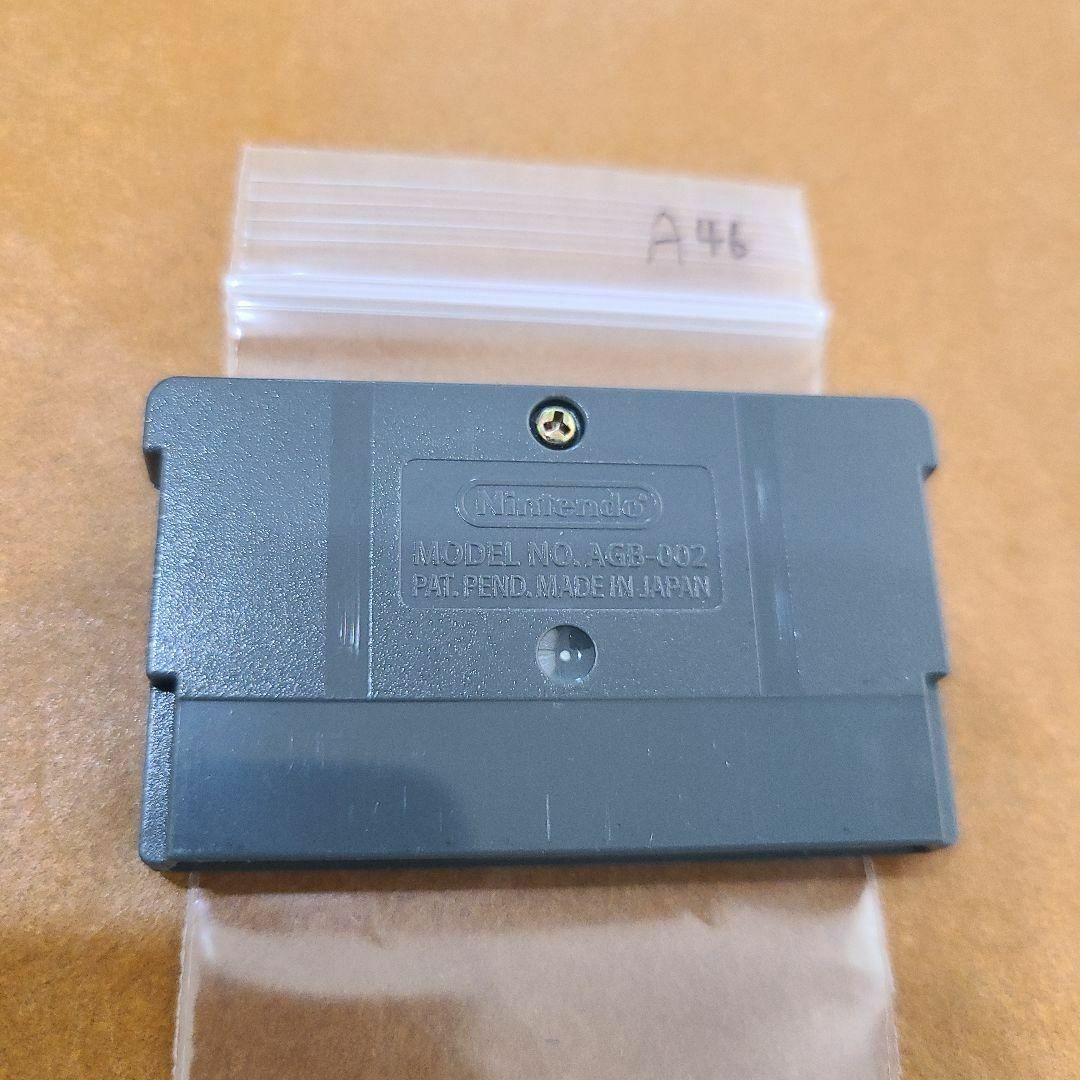 A46
Nintendo®
MODEL NO. AGB-002
PAT. PEND. MADE IN JAPAN